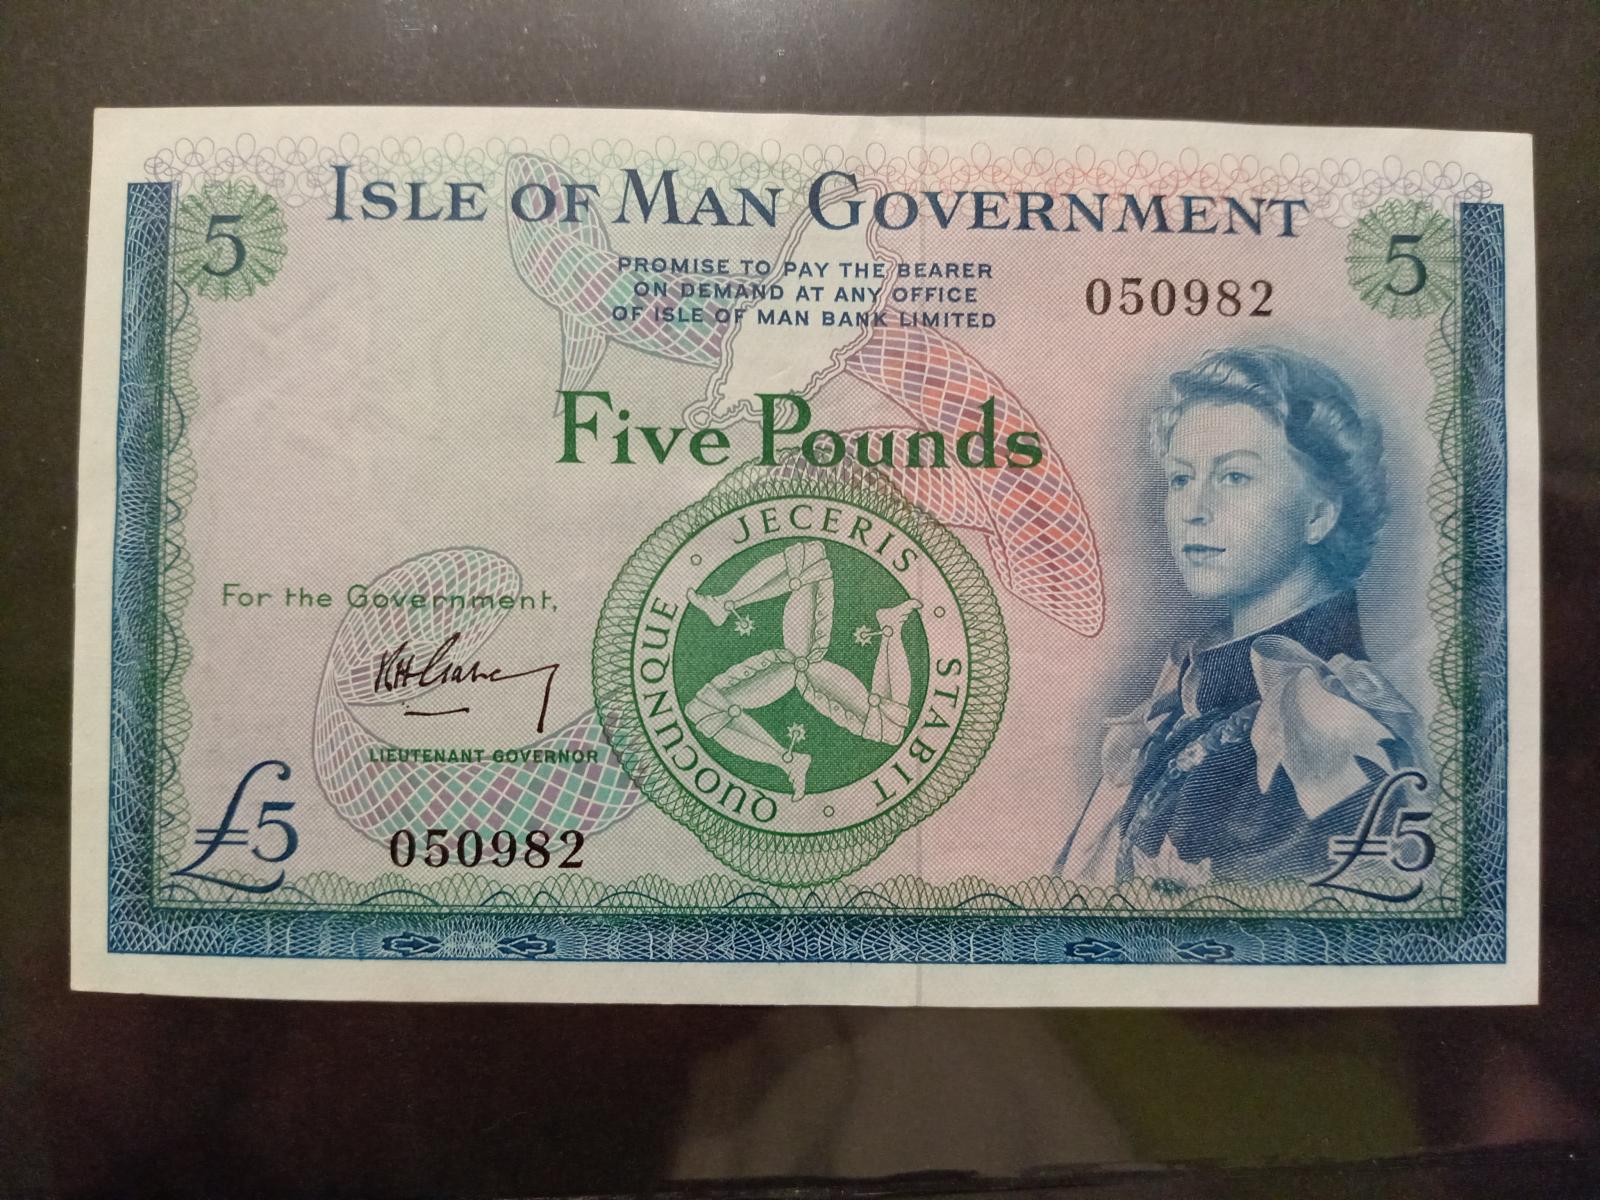 ISLE OF MAN GOVERNMENT
5
5
PROMISE TO PAY THE BEARER
ON DEMAND AT ANY OFFICE
OF ISLE OF MAN BANK LIMITED
050982
Five Pounds
QUOCUNQUE ∘ JECERIS ∘ STABIT ∘
For the Government,
LIEUTENANT GOVERNOR
£5
050982
£5